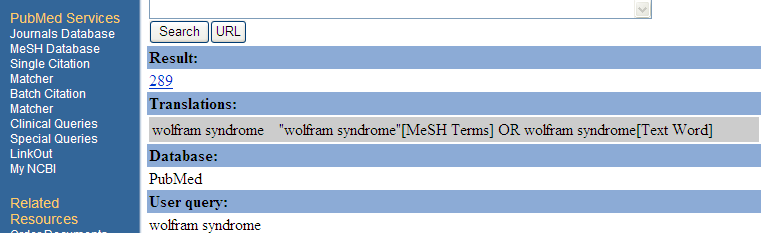 PubMed Services
Journals Database
MeSH Database
Single Citation
Matcher
Batch Citation
Matcher
Clinical Queries
Special Queries
LinkOut
My NCBI
Related
Resources
Order Documents
Search URL
Result:
289
Translations:
wolfram syndrome "wolfram syndrome"[MeSH Terms] OR wolfram syndrome[Text Word]
Database:
PubMed
User query:
wolfram syndrome